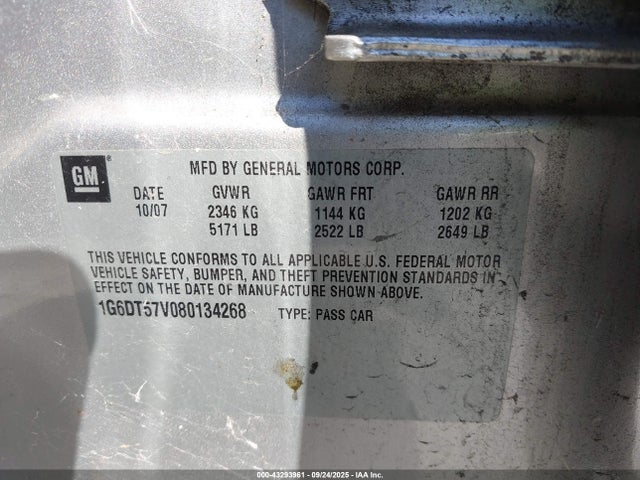 MFD BY GENERAL MOTORS CORP.
GM®
DATE GVWR GAWR FRT GAWR RR
10/07 2346 KG 1144 KG 1202 KG
5171 LB 2522 LB 2649 LB
THIS VEHICLE CONFORMS TO ALL APPLICABLE U.S. FEDERAL MOTOR
VEHICLE SAFETY, BUMPER, AND THEFT PREVENTION STANDARDS IN
EFFECT ON THE DATE OF MANUFACTURE SHOWN ABOVE.
1G6DT57V080134268 TYPE: PASS CAR
000-43293961 - 09/24/2025 - IAA Inc.